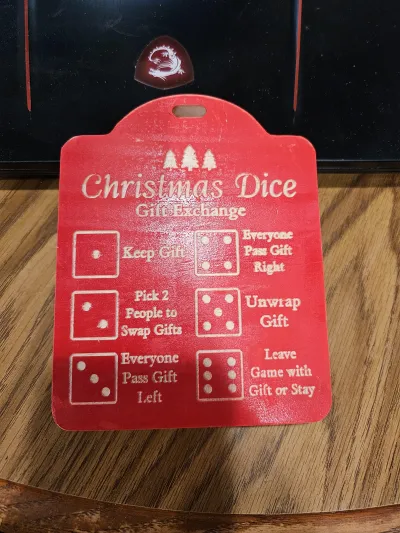 Christmas Dice
Gift Exchange
Keep Gift
Pick 2
People to
Swap Gifts
Everyone
Pass Gift
Left
Everyone
Pass Gift
Right
Unwrap
Gift
Leave
Game with
Gift or Stay